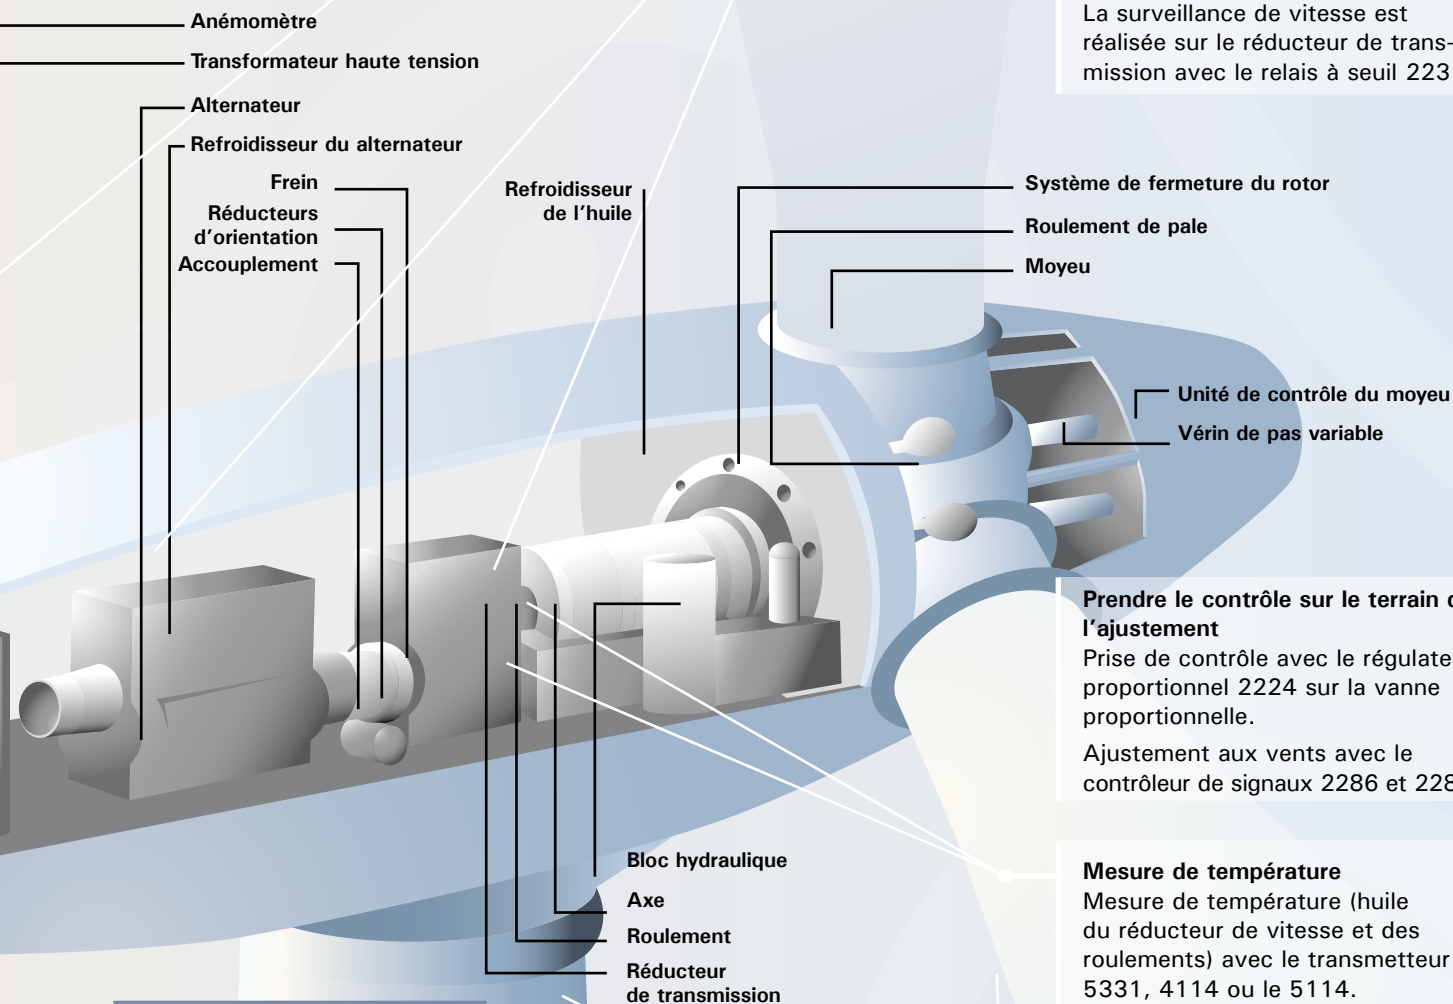 Anémomètre
Transformateur haute tension
Alternateur
Refroidisseur du alternateur
Frein
Réducteurs
d'orientation
Accouplement
Refroidisseur
de l'huile
La surveillance de vitesse est
réalisée sur le réducteur de trans-
mission avec le relais à seuil
Système de fermeture du rotor
Roulement de pale
Moyeu
Unité de contrôle du moyeu
Vérin de pas variable
Prendre le contrôle sur le terrain
l'ajustement
Prise de contrôle avec le
proportionnel 2224 sur la vanne
proportionnelle.
Ajustement aux vents avec le
contrôleur de signaux 2286 et
Bloc hydraulique
Axe
Roulement
Réducteur
de transmission
Mesure de température
Mesure de température (huile
du réducteur de vitesse et des
roulements) avec le transmetteur
5331, 4114 ou le 5114.